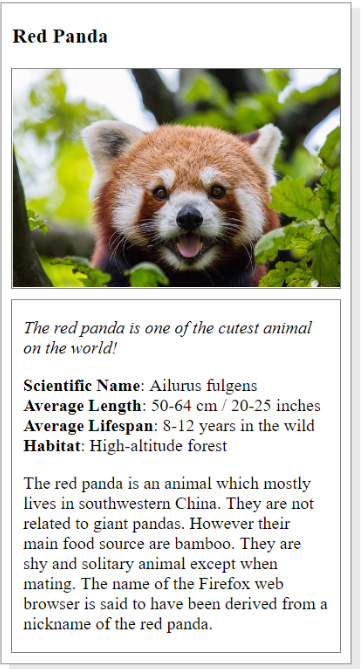 Red Panda
The red panda is one of the cutest animal
on the world!
Scientific Name: Ailurus fulgens
Average Length: 50-64 cm / 20-25 inches
Average Lifespan: 8-12 years in the wild
Habitat: High-altitude forest
The red panda is an animal which mostly
lives in southwestern China. They are not
related to giant pandas. However their
main food source are bamboo. They are
shy and solitary animal except when
mating. The name of the Firefox web
browser is said to have been derived from a
nickname of the red panda.